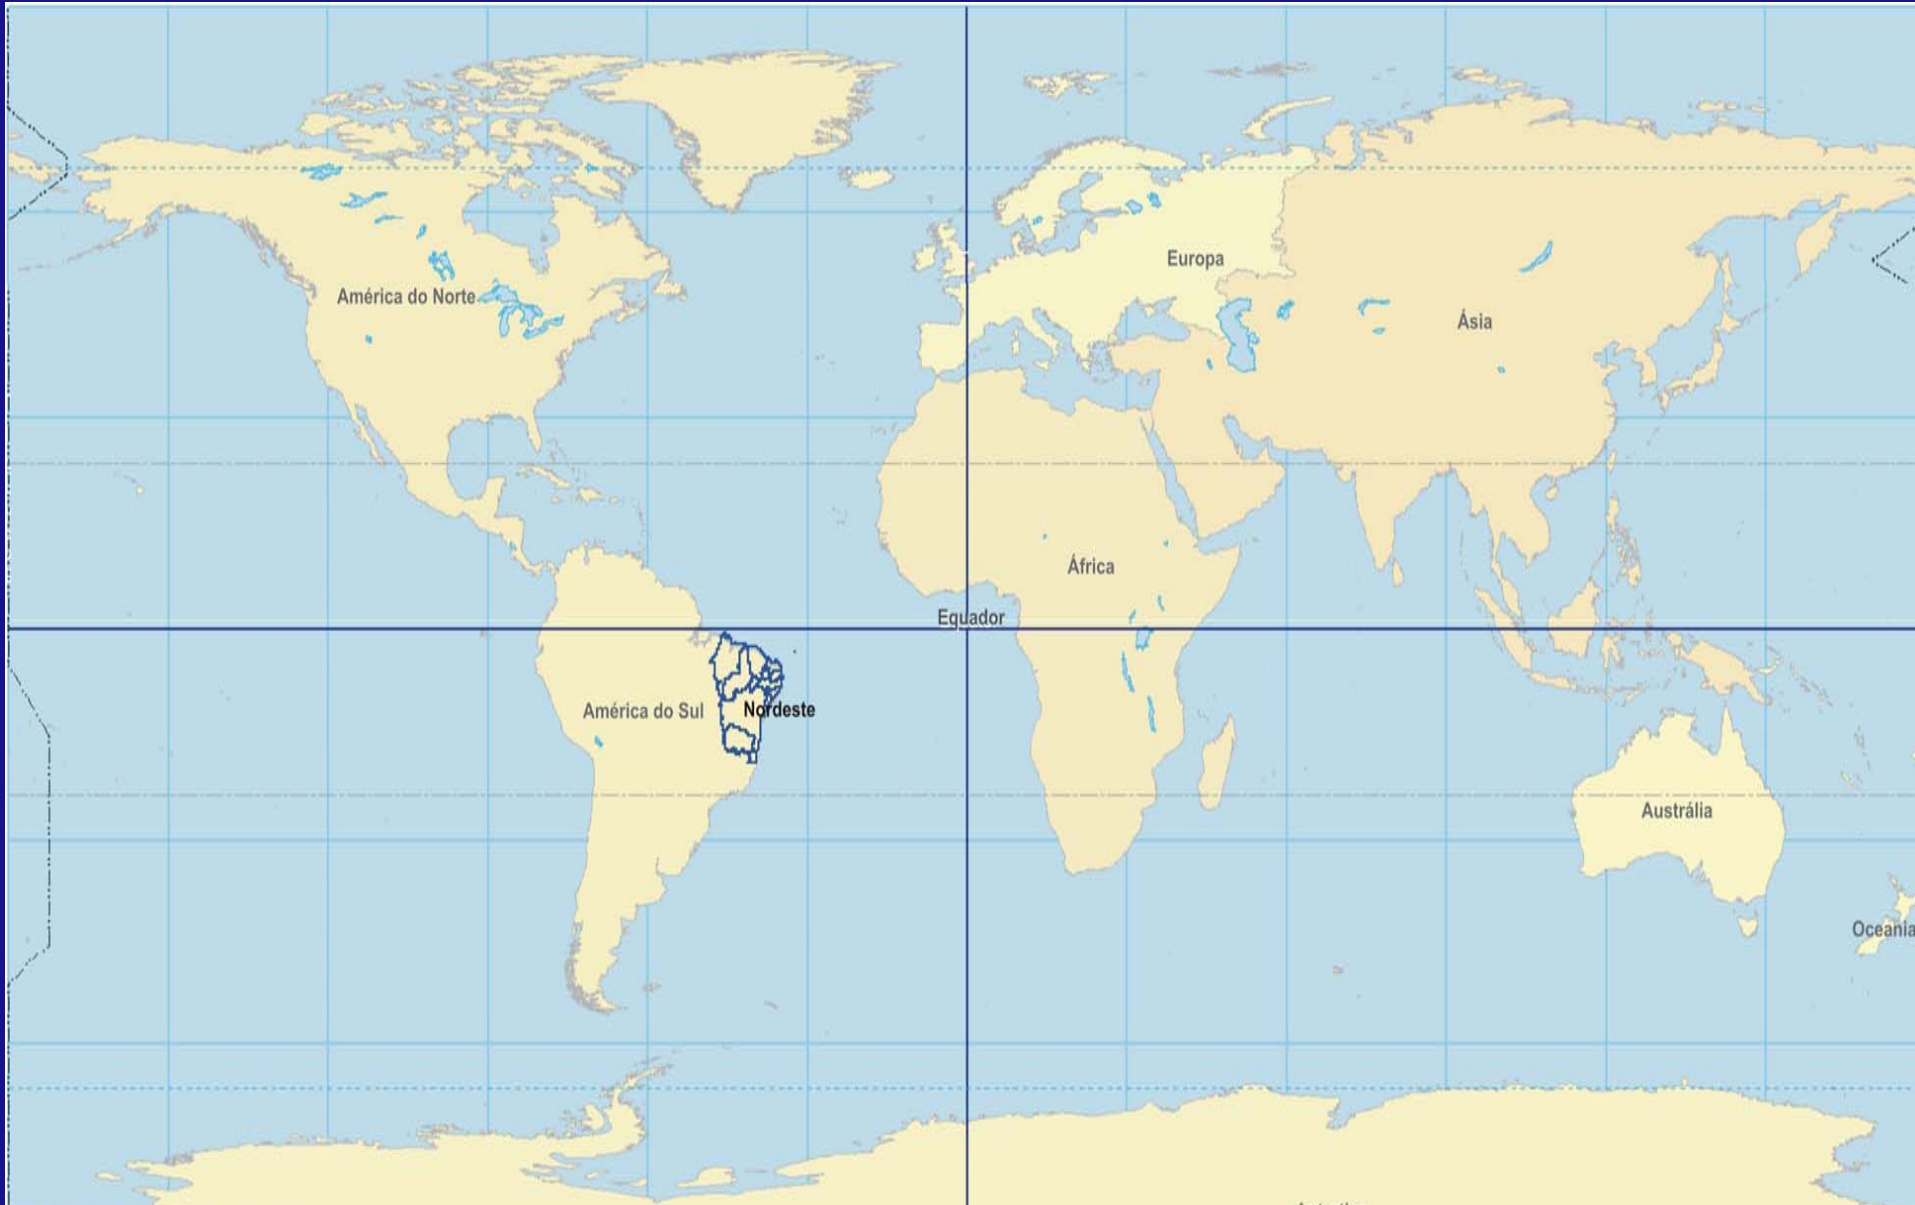 Europa
América do Norte
Ásia
África
Equador
América do Sul
Nordeste
Austrália
Oceania